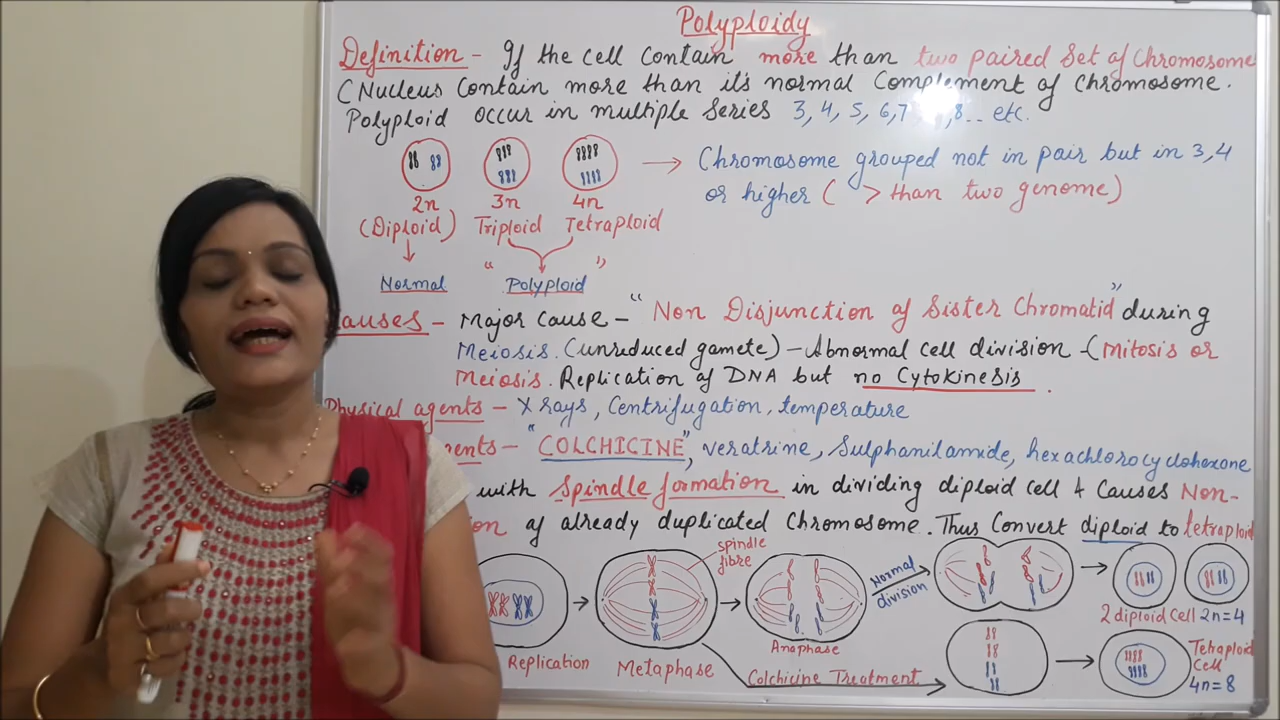 Polyploidy
Definition - If the cell contain more than two paired set of chromosome
(Nucleus contain more than it's normal complement of chromosome.
Polyploid occur in multiple series 3, 4, 5, 6, 7, 8.. etc.
2n 3n 4n → Chromosome grouped not in pair but in 3,4
or higher ( > than two genome)
(Diploid) Triploid Tetraploid
Normal "Polyploid"
Causes - Major cause - "Non Disjunction of Sister Chromatid" during
Meiosis. (unreduced gamete) - Abnormal cell division - (Mitosis or
Meiosis. Replication of DNA but no Cytokinesis.
Physical agents - X rays, Centrifugation, temperature
ents - "COLCHICINE", veratrine, Sulphanilamide, hexachlorocyclohexane
with Spindle formation in dividing diploid cell & Causes Non-
ion of already duplicated Chromosome. Thus Convert diploid to tetraploid
spindle
fibre
Normal
division
Anaphase
2 diploid cell 2n=4
Replication Metaphase Colchicine Treatment
Tetraploid
Cell
4n=8